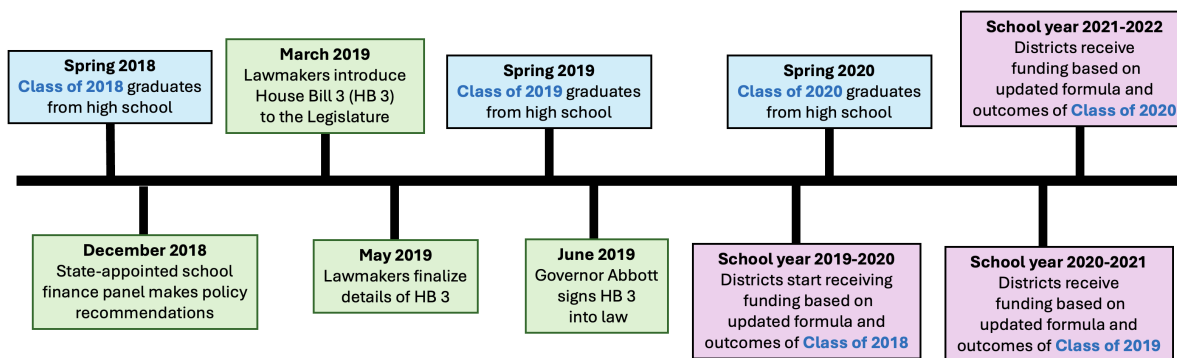 Spring 2018
Class of 2018 graduates
from high school
March 2019
Lawmakers introduce
House Bill 3 (HB 3)
to the Legislature
Spring 2019
Class of 2019 graduates
from high school
Spring 2020
Class of 2020 graduates
from high school
School year 2021-2022
Districts receive
funding based on
updated formula and
outcomes of Class of 2020
December 2018
State-appointed school
finance panel makes policy
recommendations
May 2019
Lawmakers finalize
details of HB 3
June 2019
Governor Abbott
signs HB 3
into law
School year 2019-2020
Districts start receiving
funding based on
updated formula and
outcomes of Class of 2018
School year 2020-2021
Districts receive
funding based on
updated formula and
outcomes of Class of 2019